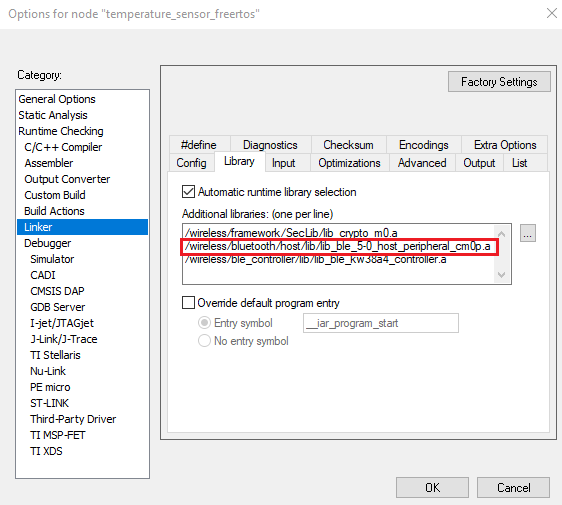 Options for node "temperature_sensor_freertos"
Category:
General Options
Static Analysis
Runtime Checking
C/C++ Compiler
Assembler
Output Converter
Custom Build
Build Actions
Linker
Debugger
Simulator
CADI
CMSIS DAP
GDB Server
I-jet/JTAGjet
J-Link/J-Trace
TI Stellaris
Nu-Link
PE micro
ST-LINK
Third-Party Driver
TI MSP-FET
TI XDS
Factory Settings
#define Diagnostics Checksum Encodings Extra Options
Config Library Input Optimizations Advanced Output List
Automatic runtime library selection
Additional libraries: (one per line)
/wireless/framework/SecLib/lib_crypto_m0.a
/wireless/bluetooth/host/lib/lib_ble_5-0_host_peripheral_cm0p.a
/wireless/ble_controller/lib/lib_ble_kw38a4_controller.a
...
Override default program entry
Entry symbol __iar_program_start
No entry symbol
OK Cancel